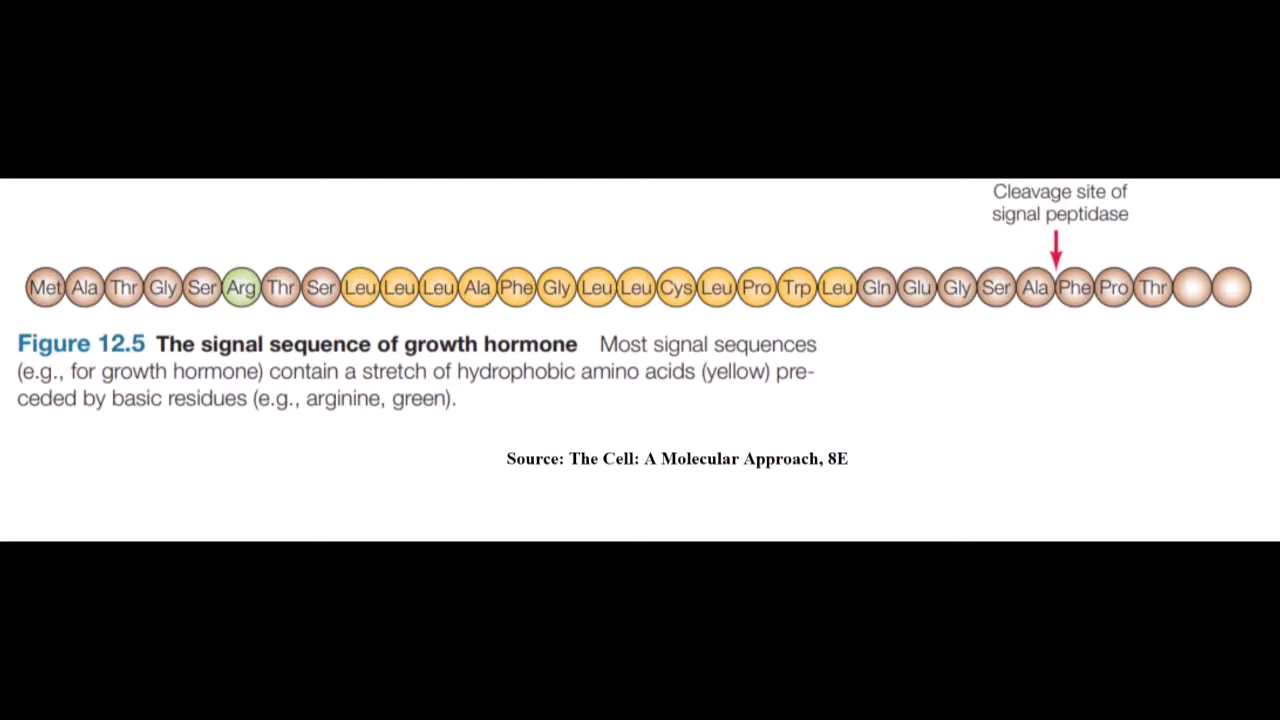 Cleavage site of
signal peptidase
Met Ala Thr Gly Ser Arg Thr Ser Leu Leu Leu Ala Phe Gly Leu Leu Cys Leu Pro Trp Leu Gln Glu Gly Ser Ala Phe Pro Thr
Figure 12.5 The signal sequence of growth hormone Most signal sequences
(e.g., for growth hormone) contain a stretch of hydrophobic amino acids (yellow) pre-
ceded by basic residues (e.g., arginine, green).
Source: The Cell: A Molecular Approach, 8E